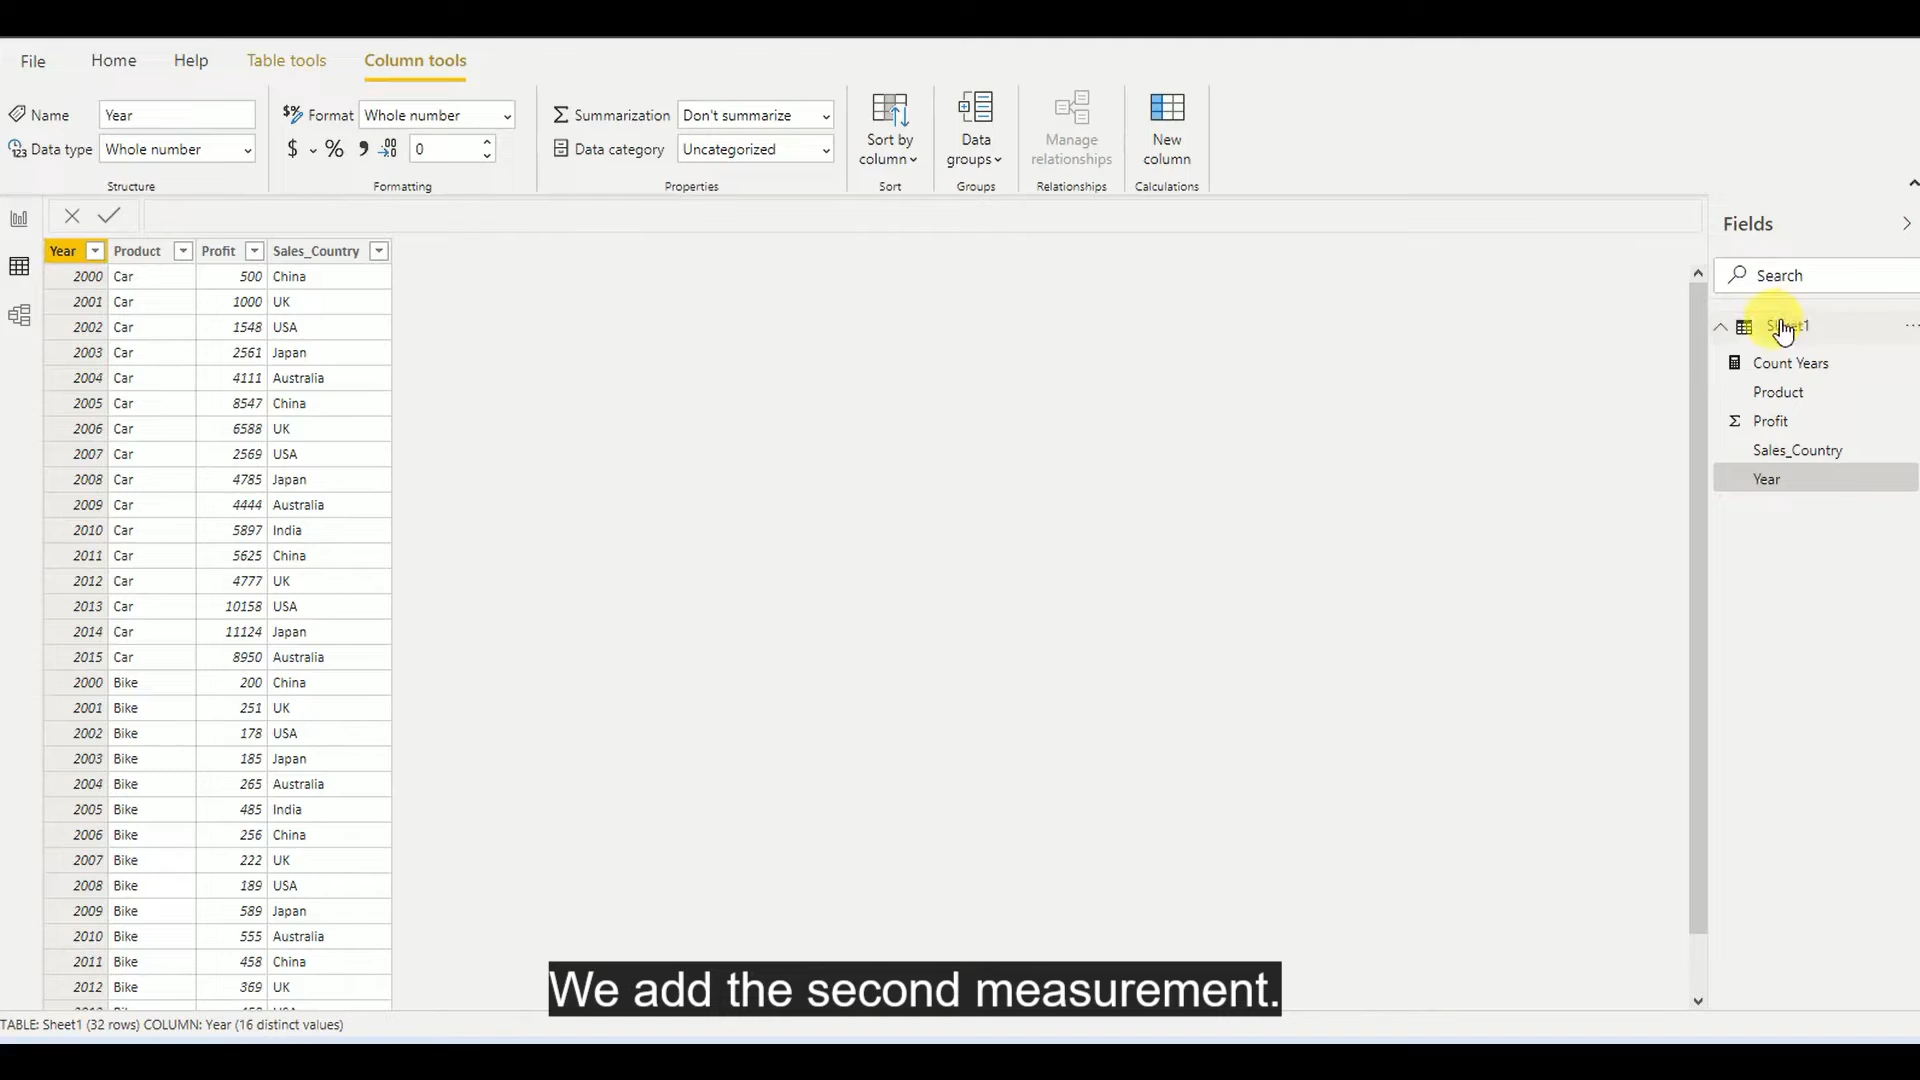 File Home Help Table tools Column tools
Name Year Format Whole number Summarization Don't summarize Sort by column Data groups Manage relationships New column
Data type Whole number $ % 0 Data category Uncategorized
Structure Formatting Properties Sort Groups Relationships Calculations
Fields
Search
Sheet1
Count Years
Product
Profit
Sales_Country
Year
Year Product Profit Sales_Country
2000 Car 500 China
2001 Car 1000 UK
2002 Car 1548 USA
2003 Car 2561 Japan
2004 Car 4111 Australia
2005 Car 8547 China
2006 Car 6588 UK
2007 Car 2569 USA
2008 Car 4785 Japan
2009 Car 4444 Australia
2010 Car 5897 India
2011 Car 5625 China
2012 Car 4777 UK
2013 Car 10158 USA
2014 Car 11124 Japan
2015 Car 8950 Australia
2000 Bike 200 China
2001 Bike 251 UK
2002 Bike 178 USA
2003 Bike 185 Japan
2004 Bike 265 Australia
2005 Bike 485 India
2006 Bike 256 China
2007 Bike 222 UK
2008 Bike 189 USA
2009 Bike 589 Japan
2010 Bike 555 Australia
2011 Bike 458 China
2012 Bike 369 UK
We add the second measurement.
TABLE: Sheet1 (32 rows) COLUMN: Year (16 distinct values)